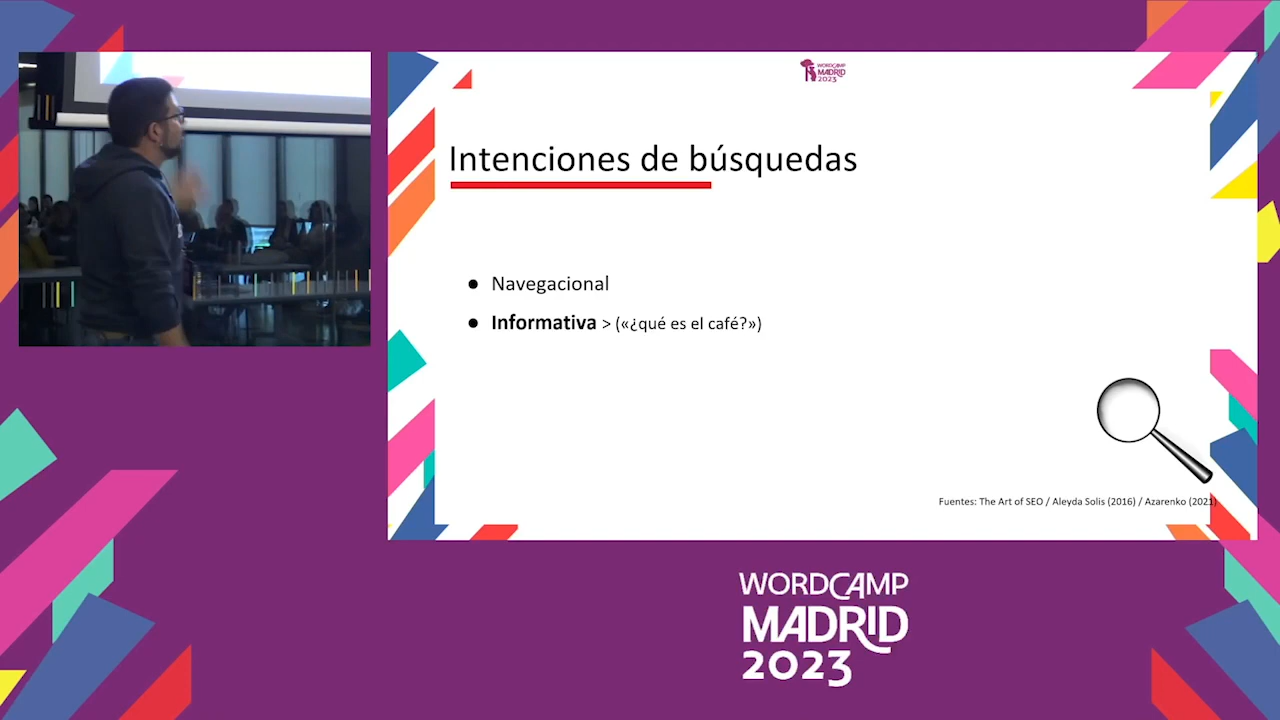 WORDCAMP
MADRID
2023
Intenciones de búsquedas
● Navegacional
● Informativa > («¿qué es el café?»)
Fuentes: The Art of SEO / Aleyda Solis (2016) / Azarenko (2021)
WORDCAMP
MADRID
2023